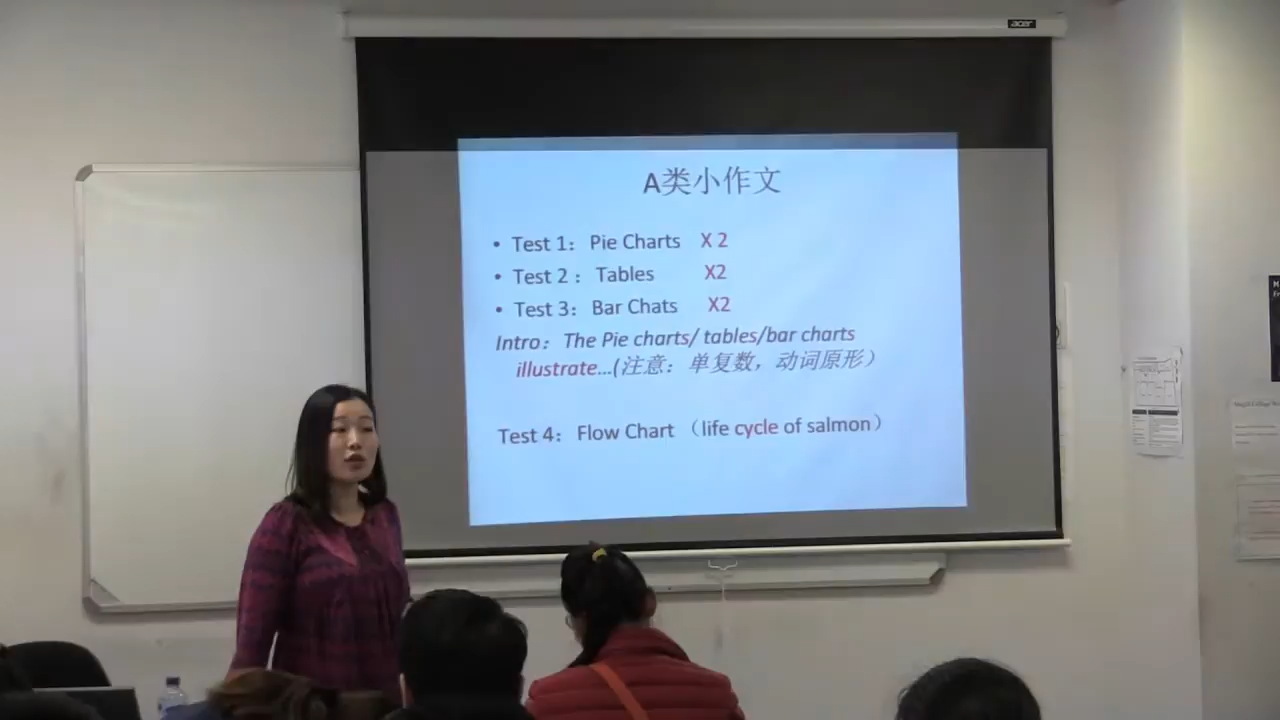 acer
A类小作文
• Test 1：Pie Charts X 2
• Test 2： Tables X2
• Test 3：Bar Chats X2
Intro：The Pie charts/ tables/bar charts
illustrate...(注意：单复数，动词原形）
Test 4：Flow Chart （life cycle of salmon）